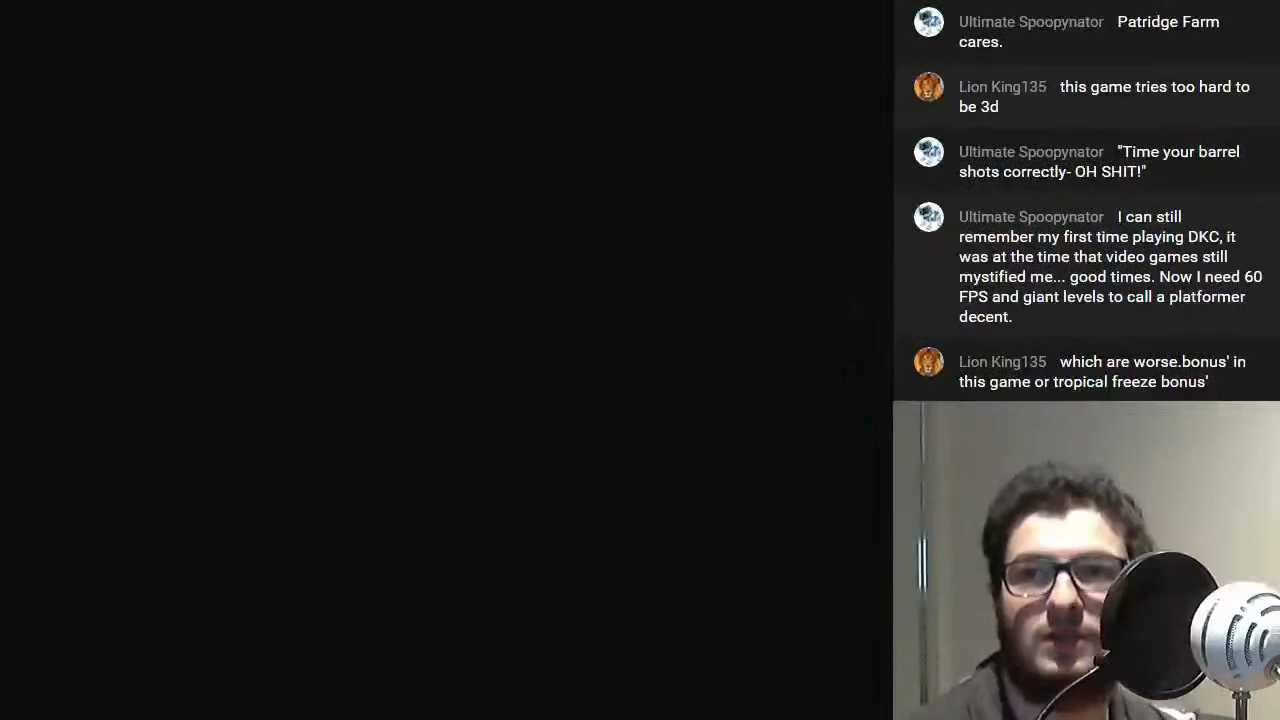 Ultimate Spoopynator Patridge Farm
cares.
Lion King135 this game tries too hard to
be 3d
Ultimate Spoopynator "Time your barrel
shots correctly- OH SHIT!"
Ultimate Spoopynator I can still
remember my first time playing DKC, it
was at the time that video games still
mystified me... good times. Now I need 60
FPS and giant levels to call a platformer
decent.
Lion King135 which are worse.bonus' in
this game or tropical freeze bonus'